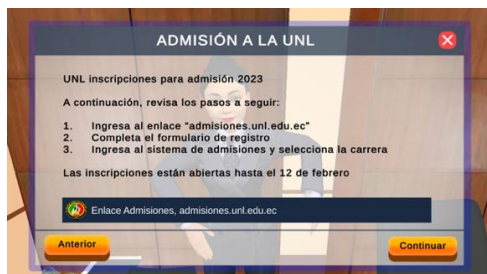 ADMISIÓN A LA UNL
UNL inscripciones para admisión 2023
A continuación, revisa los pasos a seguir:
1. Ingresa al enlace "admisiones.unl.edu.ec"
2. Completa el formulario de registro
3. Ingresa al sistema de admisiones y selecciona la carrera
Las inscripciones están abiertas hasta el 12 de febrero
Enlace Admisiones, admisiones.unl.edu.ec
Anterior
Continuar